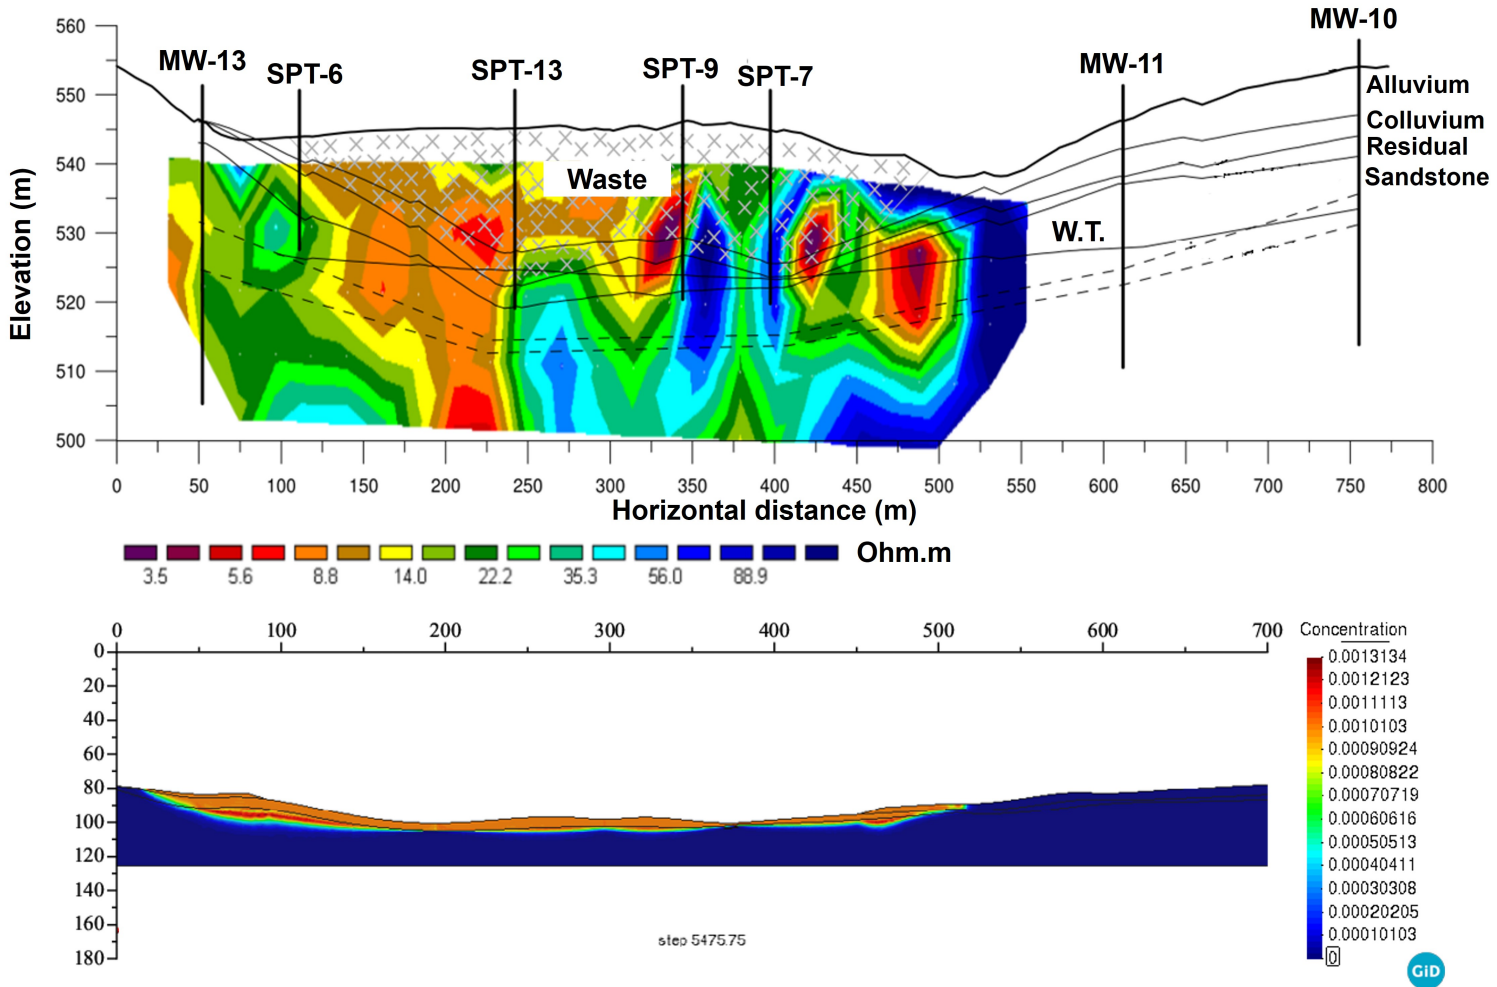 MW-10
560
MW-13 SPT-6 SPT-13 SPT-9 SPT-7 MW-11
550
Alluvium
Colluvium
Residual
Sandstone
540
Waste
530
W.T.
520
510
500
Elevation (m)
0 50 100 150 200 250 300 350 400 450 500 550 600 650 700 750 800
Horizontal distance (m)
Ohm.m
3.5 5.6 8.8 14.0 22.2 35.3 56.0 88.9
0 100 200 300 400 500 600 700
0
20
40
60
80
100
120
140
160
180
step 5475.75
Concentration
0.0013134
0.0012123
0.0011113
0.0010103
0.00090924
0.00080822
0.00070719
0.00060616
0.00050513
0.00040411
0.00030308
0.00020205
0.00010103
0
GiD